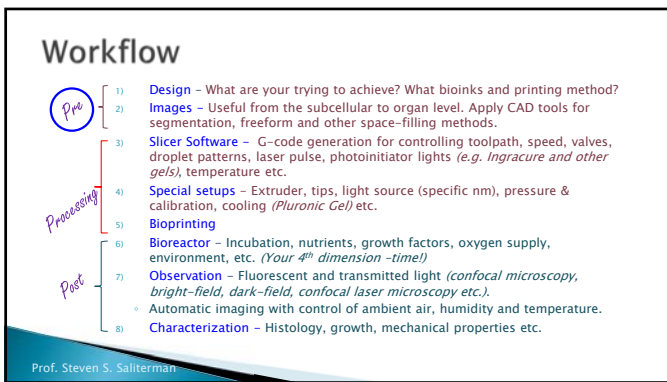 Workflow
1) Design – What are your trying to achieve? What bioinks and printing method?
Pre
2) Images – Useful from the subcellular to organ level. Apply CAD tools for
segmentation, freeform and other space-filling methods.
3) Slicer Software – G-code generation for controlling toolpath, speed, valves,
droplet patterns, laser pulse, photoinitiator lights (e.g. Ingracure and other
gels), temperature etc.
Processing
4) Special setups – Extruder, tips, light source (specific nm), pressure &
calibration, cooling (Pluronic Gel) etc.
5) Bioprinting
6) Bioreactor – Incubation, nutrients, growth factors, oxygen supply,
environment, etc. (Your 4th dimension –time!)
Post
7) Observation – Fluorescent and transmitted light (confocal microscopy,
bright-field, dark-field, confocal laser microscopy etc.).
◦ Automatic imaging with control of ambient air, humidity and temperature.
8) Characterization – Histology, growth, mechanical properties etc.
Prof. Steven S. Saliterman